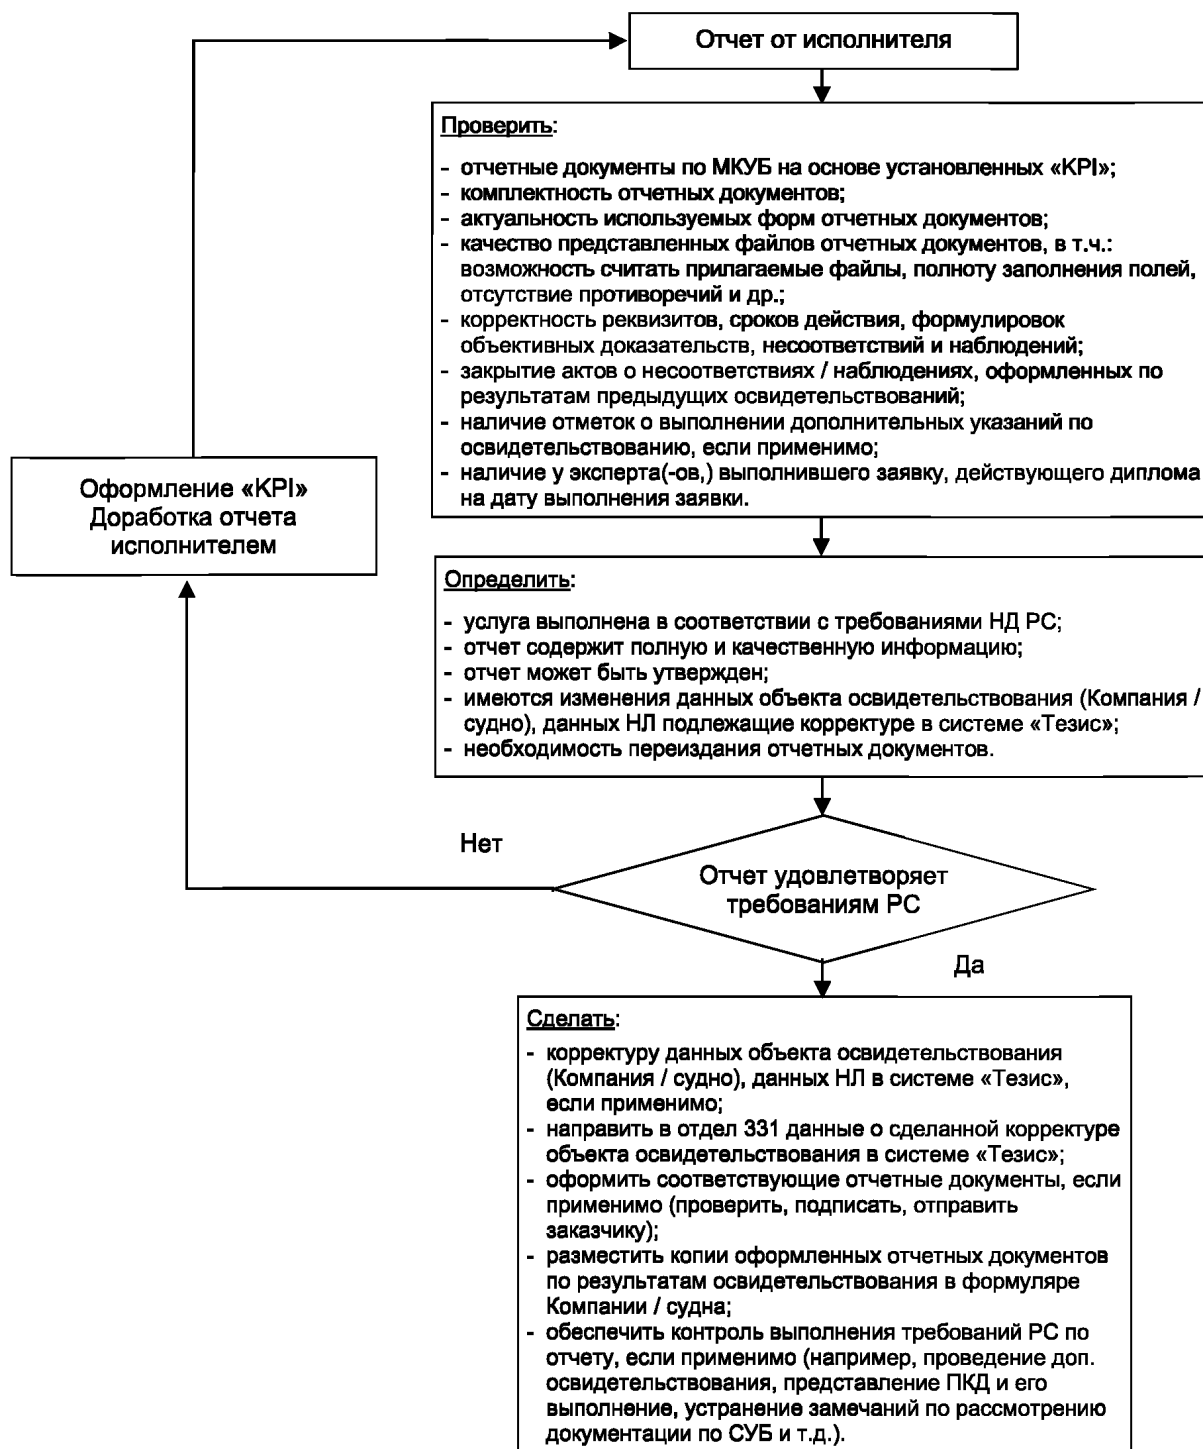 Отчет от исполнителя
Проверить:
- отчетные документы по МКУБ на основе установленных «KPI»;
- комплектность отчетных документов;
- актуальность используемых форм отчетных документов;
- качество представленных файлов отчетных документов, в т.ч.:
возможность считать прилагаемые файлы, полноту заполнения полей,
отсутствие противоречий и др.;
- корректность реквизитов, сроков действия, формулировок
объективных доказательств, несоответствий и наблюдений;
- закрытие актов о несоответствиях / наблюдениях, оформленных по
результатам предыдущих освидетельствований;
- наличие отметок о выполнении дополнительных указаний по
освидетельствованию, если применимо;
- наличие у эксперта(-ов,) выполнившего заявку, действующего диплома
на дату выполнения заявки.
Оформление «KPI»
Доработка отчета
исполнителем
Определить:
- услуга выполнена в соответствии с требованиями НД РС;
- отчет содержит полную и качественную информацию;
- отчет может быть утвержден;
- имеются изменения данных объекта освидетельствования (Компания /
судно), данных НЛ подлежащие корректуре в системе «Тезис»;
- необходимость переиздания отчетных документов.
Нет
Отчет удовлетворяет
требованиям РС
Да
Сделать:
- корректуру данных объекта освидетельствования
(Компания / судно), данных НЛ в системе «Тезис»,
если применимо;
- направить в отдел 331 данные о сделанной корректуре
объекта освидетельствования в системе «Тезис»;
- оформить соответствующие отчетные документы, если
применимо (проверить, подписать, отправить
заказчику);
- разместить копии оформленных отчетных документов
по результатам освидетельствования в формуляре
Компании / судна;
- обеспечить контроль выполнения требований РС по
отчету, если применимо (например, проведение доп.
освидетельствования, представление ПКД и его
выполнение, устранение замечаний по рассмотрению
документации по СУБ и т.д.).